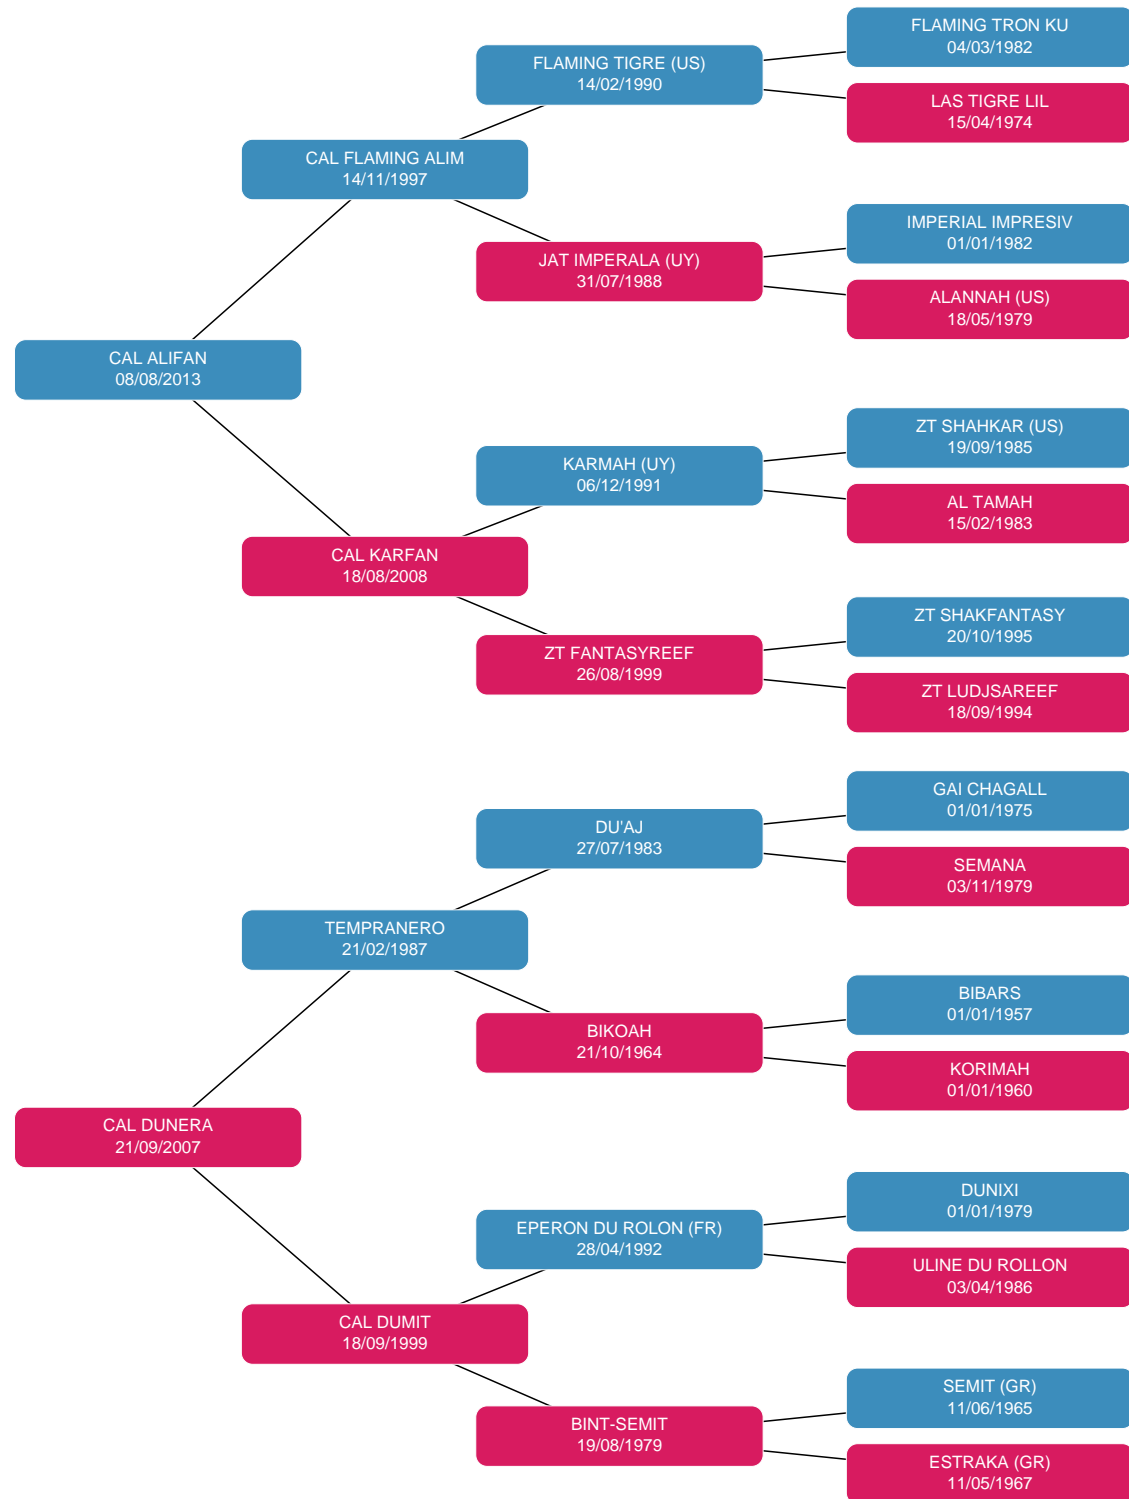 FLAMING TRON KU
04/03/1982
FLAMING TIGRE (US)
14/02/1990
LAS TIGRE LIL
15/04/1974
CAL FLAMING ALIM
14/11/1997
IMPERIAL IMPRESIV
01/01/1982
JAT IMPERALA (UY)
31/07/1988
ALANNAH (US)
18/05/1979
CAL ALIFAN
08/08/2013
ZT SHAHKAR (US)
19/09/1985
KARMAH (UY)
06/12/1991
AL TAMAH
15/02/1983
CAL KARFAN
18/08/2008
ZT SHAKFANTASY
20/10/1995
ZT FANTASYREEF
26/08/1999
ZT LUDJSAREEF
18/09/1994
GAI CHAGALL
01/01/1975
DU'AJ
27/07/1983
SEMANA
03/11/1979
TEMPRANERO
21/02/1987
BIBARS
01/01/1957
BIKOAH
21/10/1964
KORIMAH
01/01/1960
CAL DUNERA
21/09/2007
DUNIXI
01/01/1979
EPERON DU ROLON (FR)
28/04/1992
ULINE DU ROLLON
03/04/1986
CAL DUMIT
18/09/1999
SEMIT (GR)
11/06/1965
BINT-SEMIT
19/08/1979
ESTRAKA (GR)
11/05/1967